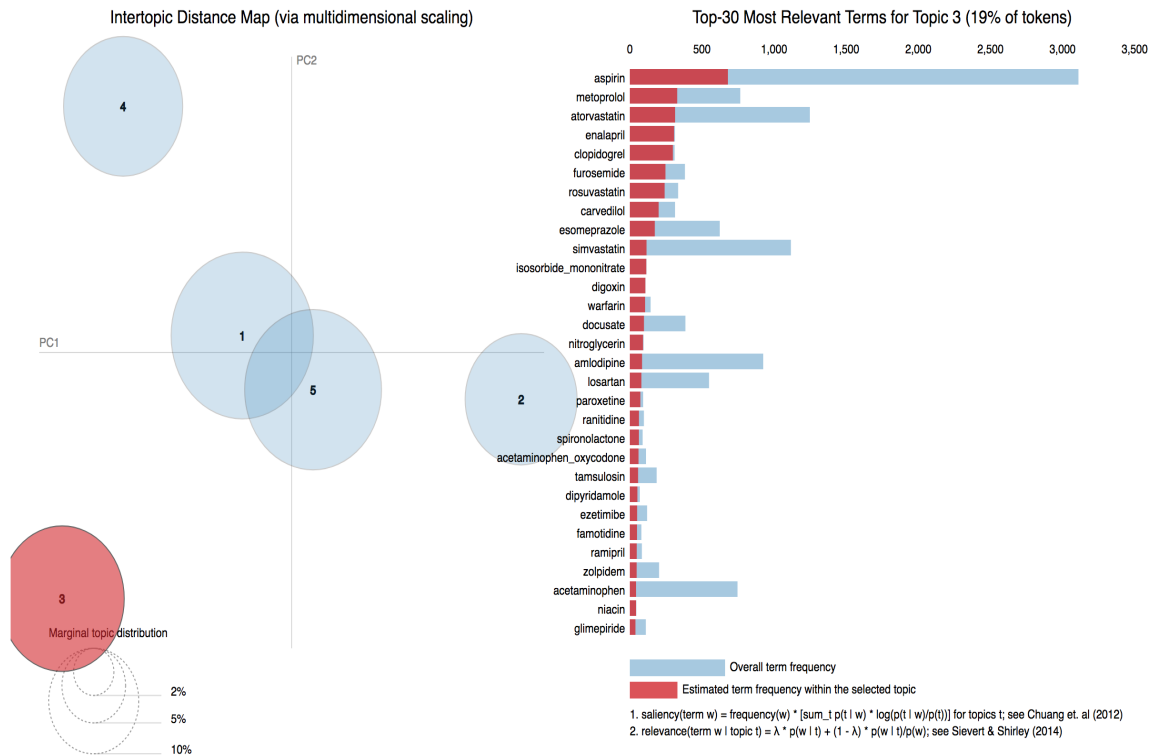 Intertopic Distance Map (via multidimensional scaling)
PC2
PC1
4
1
5
2
3
Marginal topic distribution
2%
5%
10%
Top-30 Most Relevant Terms for Topic 3 (19% of tokens)
0 500 1,000 1,500 2,000 2,500 3,000 3,500
aspirin
metoprolol
atorvastatin
enalapril
clopidogrel
furosemide
rosuvastatin
carvedilol
esomeprazole
simvastatin
isosorbide_mononitrate
digoxin
warfarin
docusate
nitroglycerin
amlodipine
losartan
paroxetine
ranitidine
spironolactone
acetaminophen_oxycodone
tamsulosin
dipyridamole
ezetimibe
famotidine
ramipril
zolpidem
acetaminophen
niacin
glimepiride
Overall term frequency
Estimated term frequency within the selected topic
1. saliency(term w) = frequency(w) * [sum_t p(t | w) * log(p(t | w)/p(t))] for topics t; see Chuang et. al (2012)
2. relevance(term w | topic t) = λ * p(w | t) + (1 - λ) * p(w | t)/p(w); see Sievert & Shirley (2014)